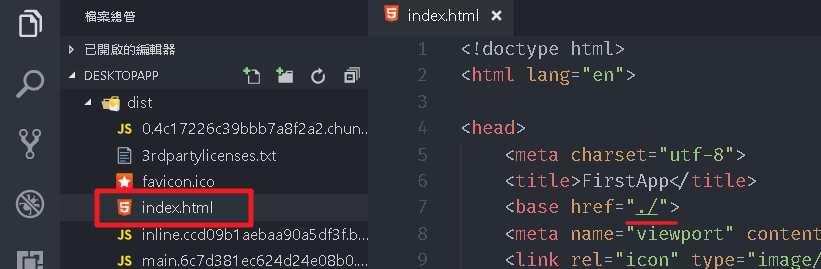 檔案總管
已開啟的編輯器
DESKTOPAPP
dist
JS 0.4c17226c39bbb7a8f2a2.chun...
3rdpartylicenses.txt
favicon.ico
index.html
JS inline.ccd09b1aebaa90a5df3f.b...
JS main.6c7d381ec624d24e08b0...
index.html
1 <!doctype html>
2 <html lang="en">
3
4 <head>
5 <meta charset="utf-8">
6 <title>FirstApp</title>
7 <base href="./">
8 <meta name="viewport" content
9 <link rel="icon" type="image/